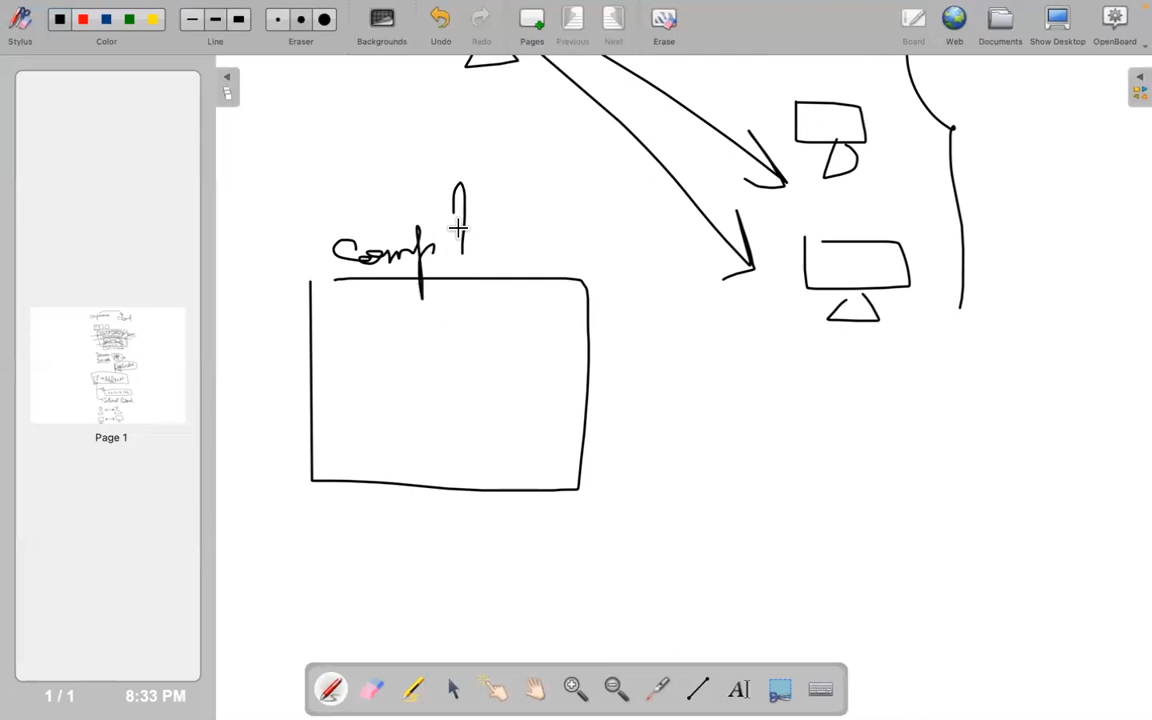 Stylus
Color
Line
Eraser
Backgrounds
Undo
Redo
Pages
Previous
Next
Erase
Board
Web
Documents
Show Desktop
OpenBoard
Comp
Page 1
1 / 1
8:33 PM